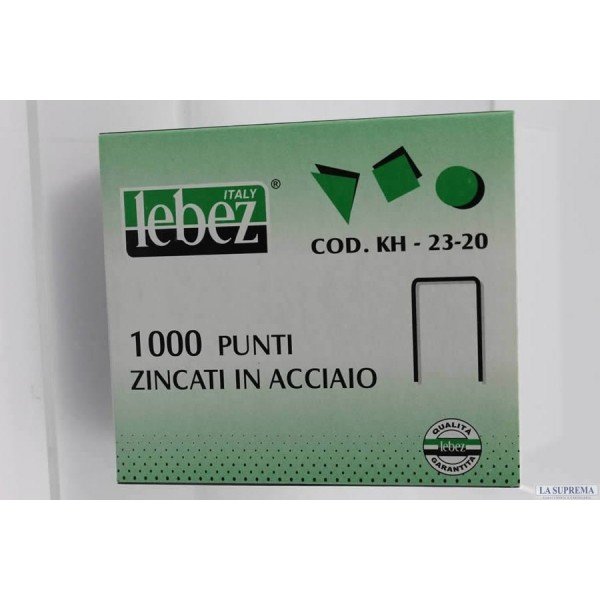 ITALY
lebez ®
COD. KH - 23-20
1000 PUNTI
ZINCATI IN ACCIAIO
QUALITÀ
lebez
GARANTITA
LA SUPREMA